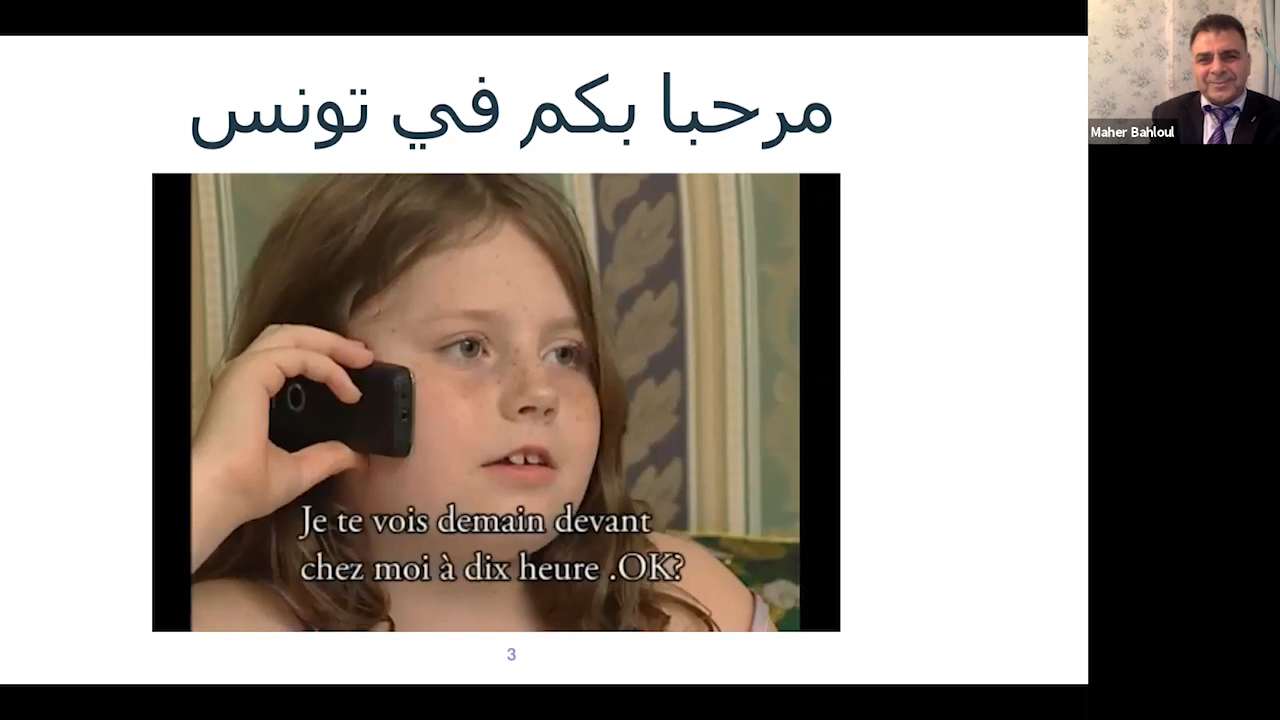 مرحبا بكم في تونس
Maher Bahloul
Je te vois demain devant
chez moi à dix heure .OK?
3